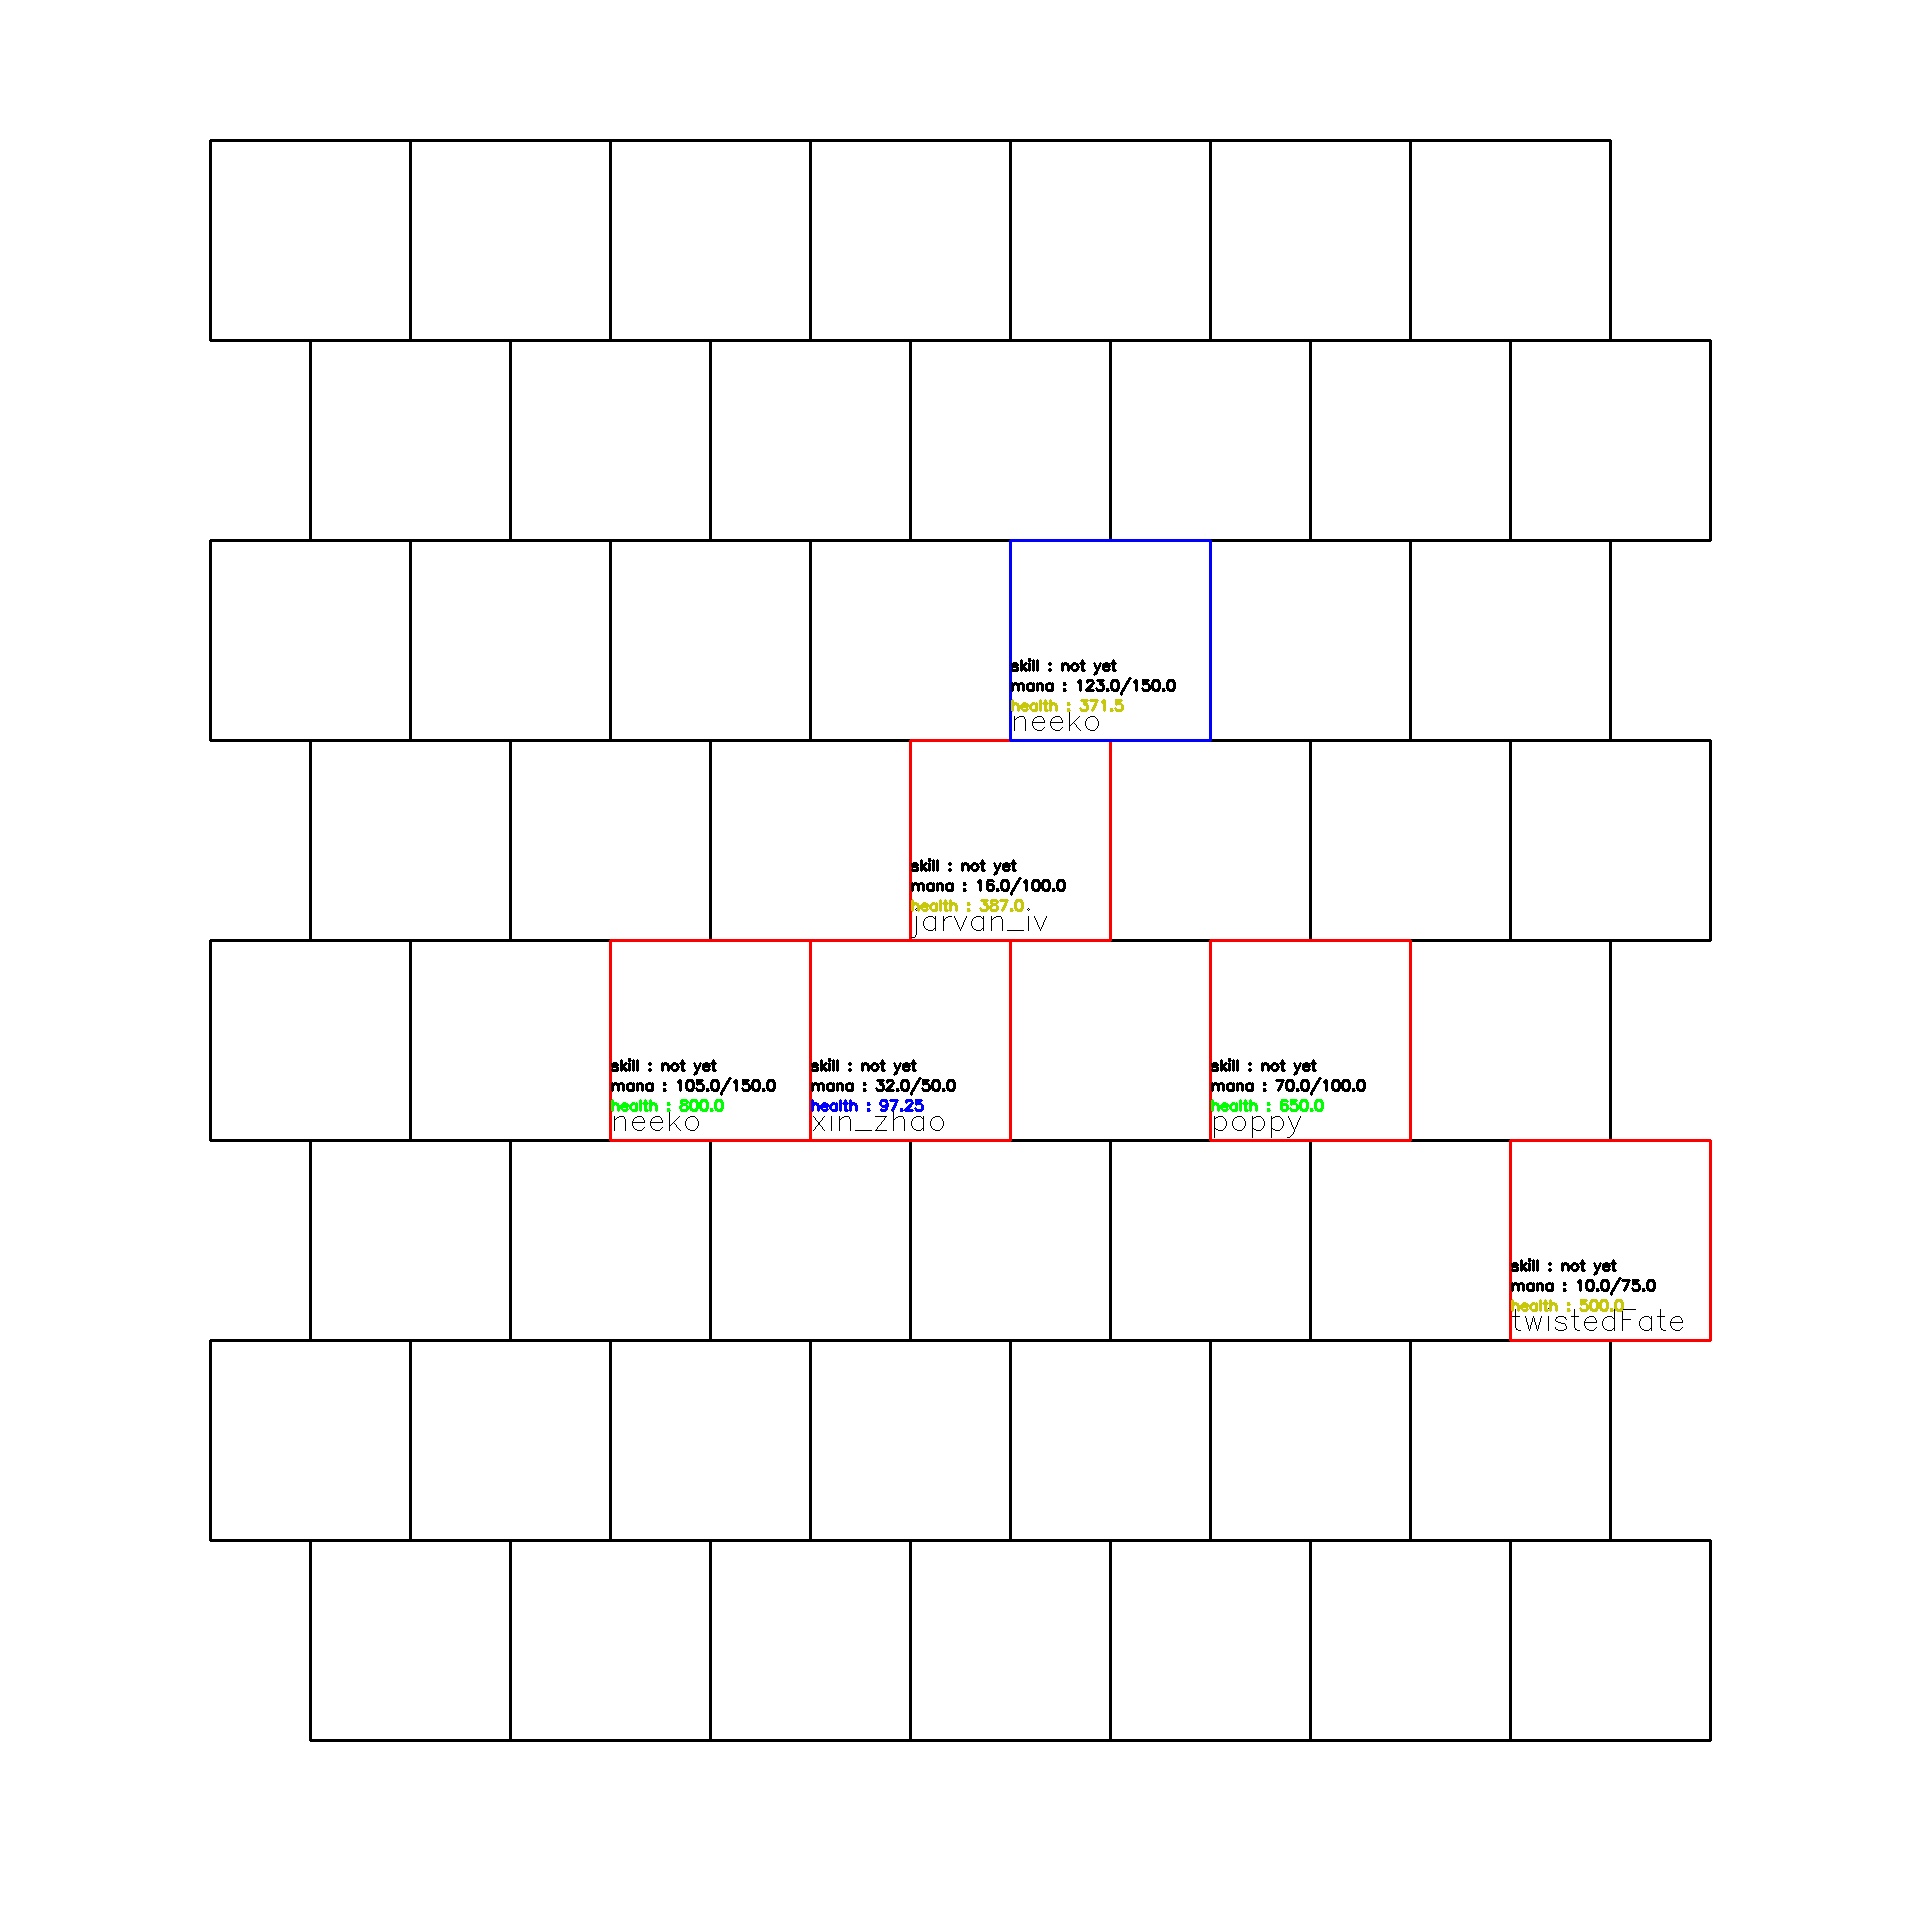 skill : not yet
mana : 123.0/150.0
health : 371.5
neeko
skill : not yet
mana : 16.0/100.0
health : 387.0
jarvan_iv
skill : not yet
mana : 105.0/150.0
health : 800.0
neeko
skill : not yet
mana : 32.0/50.0
health : 97.25
xin_zhao
skill : not yet
mana : 70.0/100.0
health : 650.0
poppy
skill : not yet
mana : 10.0/75.0
health : 500.0
twistedFate